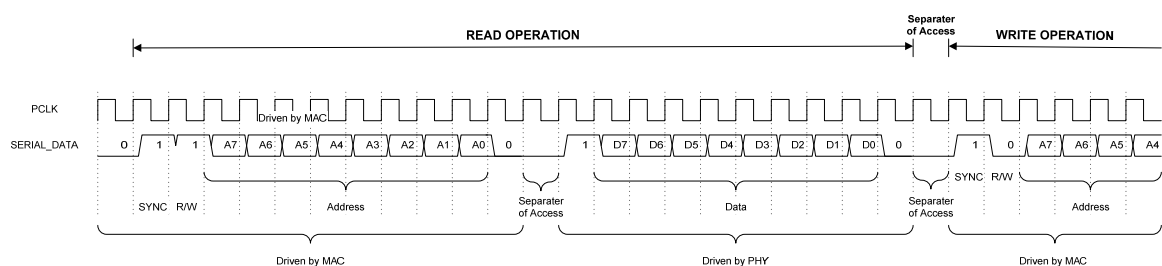 Separater
of Access
READ OPERATION
WRITE OPERATION
PCLK
Driven by MAC
SERIAL_DATA
0 1 1 A7 A6 A5 A4 A3 A2 A1 A0 0 1 D7 D6 D5 D4 D3 D2 D1 D0 0 1 0 A7 A6 A5 A4
SYNC R/W
Address
Separater
of Access
Data
Separater
of Access
SYNC R/W
Address
Driven by MAC
Driven by PHY
Driven by MAC